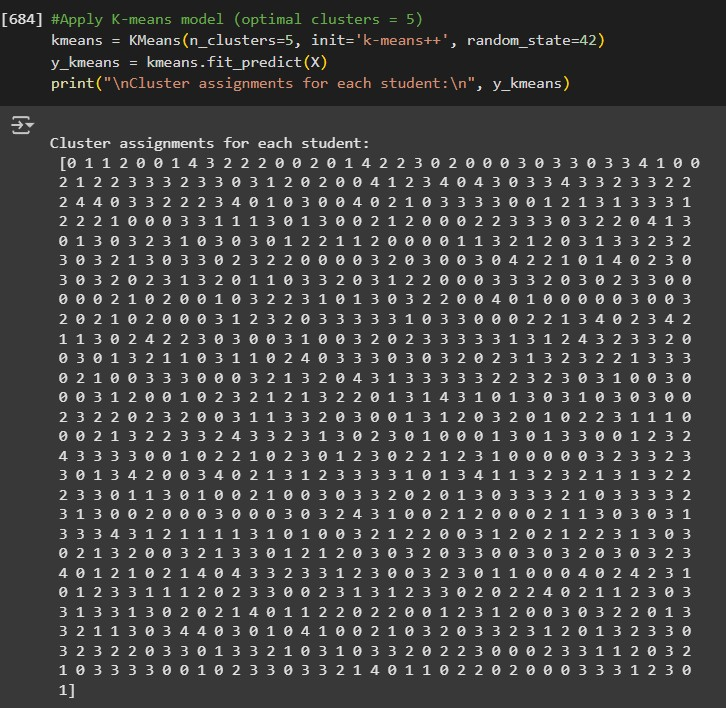 [684] #Apply K-means model (optimal clusters = 5)
kmeans = KMeans(n_clusters=5, init='k-means++', random_state=42)
y_kmeans = kmeans.fit_predict(X)
print("\nCluster assignments for each student:\n", y_kmeans)
Cluster assignments for each student:
[0 1 1 2 0 0 1 4 3 2 2 2 0 0 2 0 1 4 2 2 3 0 2 0 0 0 3 0 3 3 0 3 3 4 1 0 0
2 1 2 2 3 3 3 2 3 3 0 3 1 2 0 2 0 0 4 1 2 3 4 0 4 3 0 3 3 4 3 3 2 3 3 2 2
2 4 4 0 3 3 2 2 2 3 4 0 1 0 3 0 0 4 0 2 1 0 3 3 3 3 0 0 1 2 1 3 1 3 3 3 1
2 2 2 1 0 0 0 3 3 1 1 1 3 0 1 3 0 0 2 1 2 0 0 0 2 2 3 3 3 0 3 2 2 0 4 1 3
0 1 3 0 3 2 3 1 0 3 0 3 0 1 2 2 1 1 2 0 0 0 0 1 1 3 2 1 2 0 3 1 3 3 2 3 2
3 0 3 2 1 3 0 3 3 0 2 3 2 2 0 0 0 0 3 2 0 3 0 0 3 0 4 2 2 1 0 1 4 0 2 3 0
3 0 3 2 0 2 3 1 3 2 0 1 1 0 3 3 2 0 3 1 2 2 0 0 0 3 3 3 2 0 3 0 2 3 3 0 0
0 0 0 2 1 0 2 0 0 1 0 3 2 2 3 1 0 1 3 0 3 2 2 0 0 4 0 1 0 0 0 0 0 3 0 0 3
2 0 2 1 0 2 0 0 0 3 1 2 3 2 0 3 3 3 3 3 1 0 3 3 0 0 0 2 2 1 3 4 0 2 3 4 2
1 1 3 0 2 4 2 2 3 0 3 0 0 3 1 0 0 3 2 0 2 3 3 3 3 3 1 3 1 2 4 3 2 3 3 2 0
0 3 0 1 3 2 1 1 0 3 1 1 0 2 4 0 3 3 3 0 3 0 3 2 0 2 3 1 3 2 3 2 2 1 3 3 3
0 2 1 0 0 3 3 3 0 0 0 3 2 1 3 2 0 4 3 1 3 3 3 3 3 2 2 3 2 3 0 3 1 0 0 3 0
0 0 3 1 2 0 0 1 0 2 3 2 1 2 1 3 2 2 0 1 3 1 4 3 1 0 1 3 0 3 1 0 3 0 3 0 0
2 3 2 2 0 2 3 2 0 0 3 1 1 3 3 2 0 3 0 0 1 3 1 2 0 3 2 0 1 0 2 2 3 1 1 1 0
0 0 2 1 3 2 2 3 3 2 4 3 3 2 3 1 3 0 2 3 0 1 0 0 0 1 3 0 1 3 3 0 0 1 2 3 2
4 3 3 3 3 0 0 1 0 2 2 1 0 2 3 0 1 2 3 0 2 2 1 2 3 1 0 0 0 0 0 3 2 3 3 2 3
3 0 1 3 4 2 0 0 3 4 0 2 1 3 1 2 3 3 3 3 1 0 1 3 4 1 1 3 2 3 2 1 3 1 3 2 2
2 3 3 0 1 1 3 0 1 0 0 2 1 0 0 3 0 3 3 2 0 2 0 1 3 0 3 3 3 2 1 0 3 3 3 3 2
3 1 3 0 0 2 0 0 0 3 0 0 0 3 0 3 2 4 3 1 0 0 2 1 2 0 0 0 2 1 1 3 0 3 0 3 1
3 3 3 4 3 1 2 1 1 1 1 3 1 0 1 0 0 3 2 1 2 2 0 0 3 1 2 0 2 1 2 2 3 1 3 0 3
0 2 1 3 2 0 0 3 2 1 3 3 0 1 2 1 2 0 3 0 3 2 0 3 3 0 0 3 0 3 2 0 3 0 3 2 3
4 0 1 2 1 0 2 1 4 0 4 3 3 2 3 3 1 2 3 0 0 3 2 3 0 1 1 0 0 0 4 0 2 4 2 3 1
0 1 2 3 3 1 1 1 2 0 2 3 3 0 0 2 3 1 3 1 2 3 3 0 2 0 2 2 4 0 2 1 1 2 3 0 3
3 1 3 3 1 3 0 2 0 2 1 4 0 1 1 2 2 0 2 2 0 0 1 2 3 1 2 0 0 3 0 3 2 2 0 1 3
3 2 1 1 3 0 3 4 4 0 3 0 1 0 4 1 0 0 2 1 0 3 2 0 3 3 2 3 1 2 0 1 3 2 3 3 0
3 2 3 2 2 0 3 3 0 1 3 3 2 1 0 3 1 0 3 3 2 0 2 2 3 0 0 0 2 3 3 1 1 2 0 3 2
1 0 3 3 3 3 0 0 1 0 2 3 3 0 3 3 2 1 4 0 1 1 0 2 2 0 2 0 0 0 3 3 3 1 2 3 0
1]